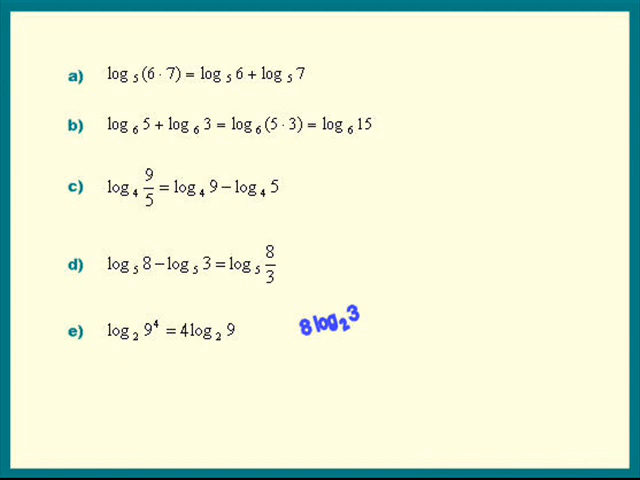 a) log₅(6·7) = log₅6 + log₅7
b) log₆5 + log₆3 = log₆(5·3) = log₆15
c) log₄ 9/5 = log₄9 − log₄5
d) log₅8 − log₅3 = log₅ 8/3
e) log₂9⁴ = 4log₂9 8log₂3